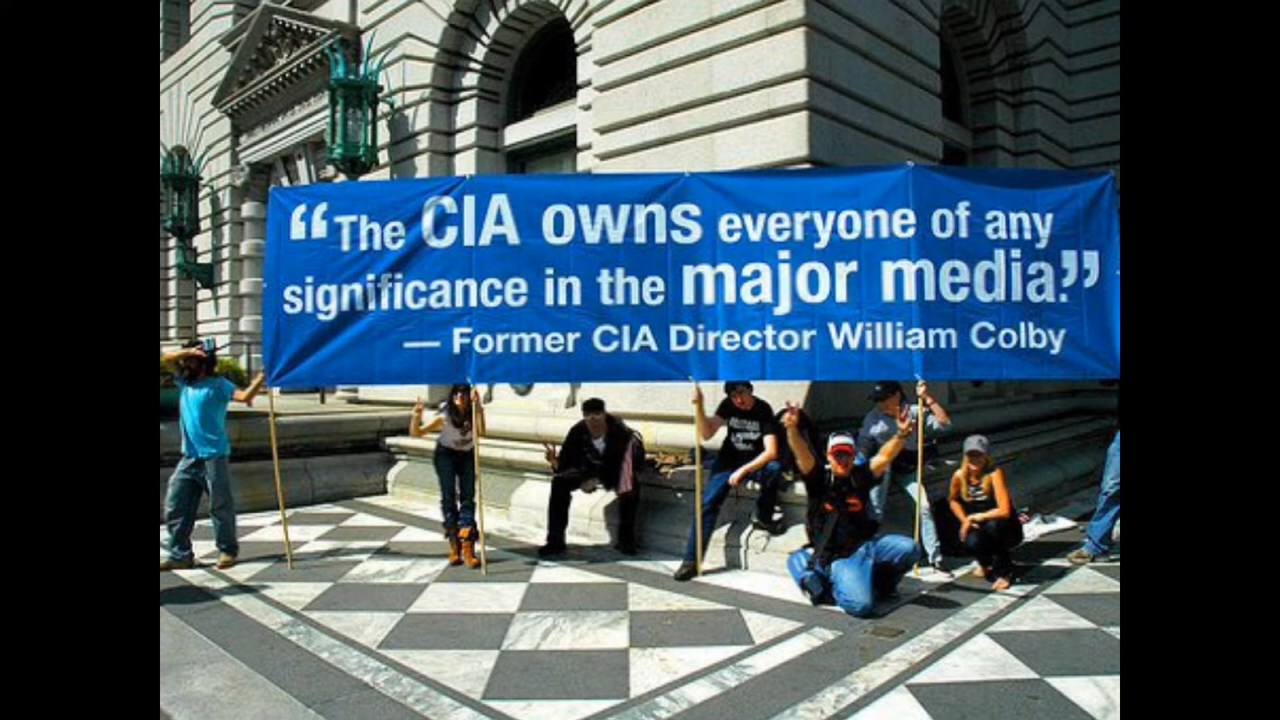 “The CIA owns everyone of any
significance in the major media.”
— Former CIA Director William Colby